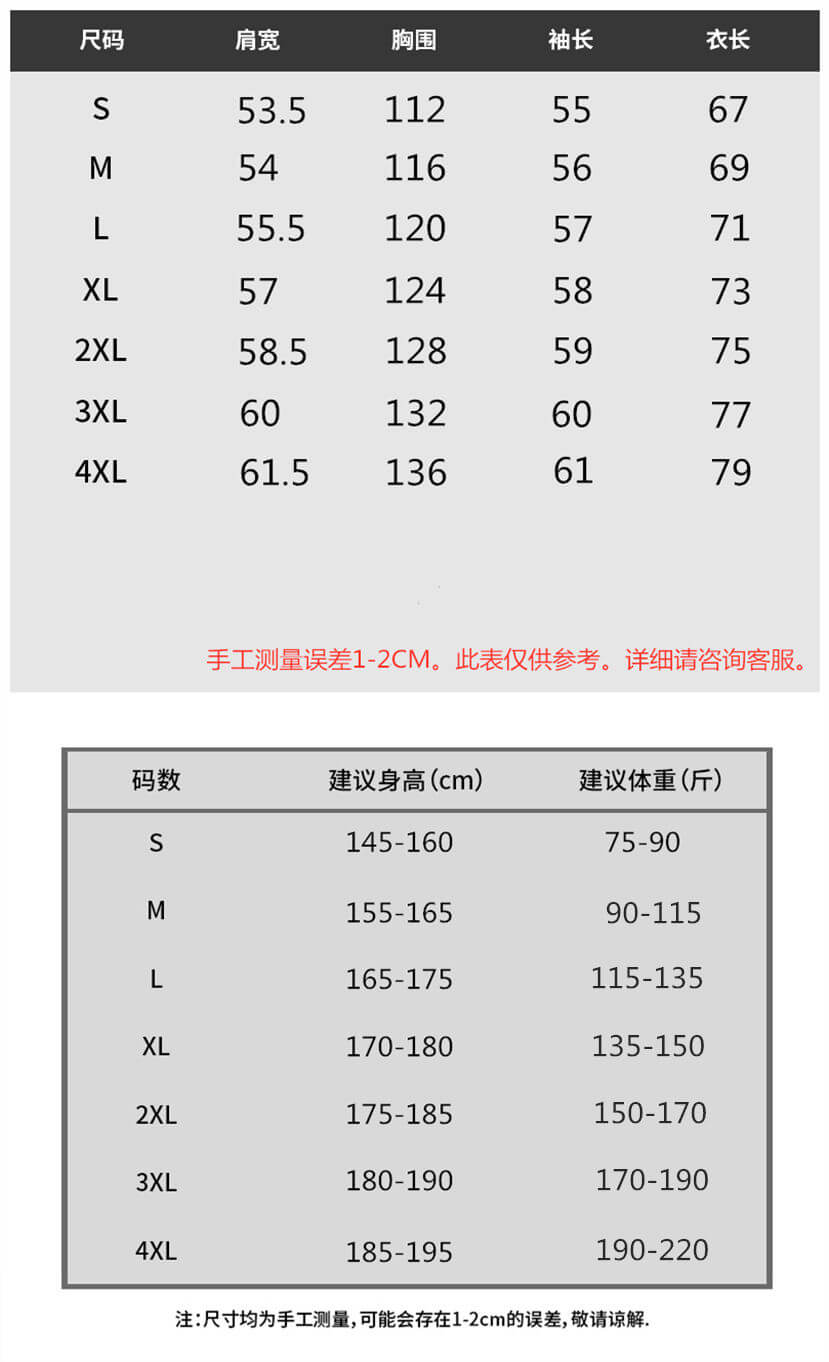 尺码 肩宽 胸围 袖长 衣长
S 53.5 112 55 67
M 54 116 56 69
L 55.5 120 57 71
XL 57 124 58 73
2XL 58.5 128 59 75
3XL 60 132 60 77
4XL 61.5 136 61 79
手工测量误差1-2CM。此表仅供参考。详细请咨询客服。
码数 建议身高(cm) 建议体重(斤)
S 145-160 75-90
M 155-165 90-115
L 165-175 115-135
XL 170-180 135-150
2XL 175-185 150-170
3XL 180-190 170-190
4XL 185-195 190-220
注:尺寸均为手工测量,可能会存在1-2cm的误差,敬请谅解.